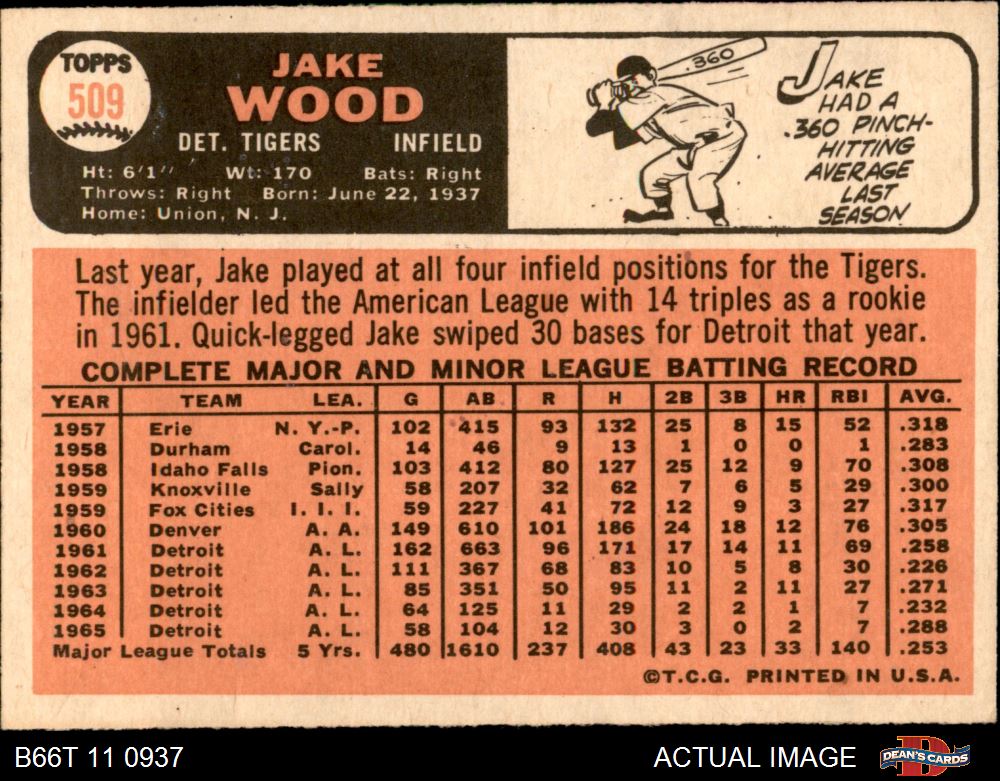 TOPPS
509
JAKE
WOOD
DET. TIGERS INFIELD
Ht: 6'1" Wt: 170 Bats: Right
Throws: Right Born: June 22, 1937
Home: Union, N. J.
.360
JAKE
HAD A
.360 PINCH-
HITTING
AVERAGE
LAST
SEASON
Last year, Jake played at all four infield positions for the Tigers.
The infielder led the American League with 14 triples as a rookie
in 1961. Quick-legged Jake swiped 30 bases for Detroit that year.
COMPLETE MAJOR AND MINOR LEAGUE BATTING RECORD
YEAR TEAM LEA. G AB R H 2B 3B HR RBI AVG.
1957 Erie N. Y.-P. 102 415 93 132 25 8 15 52 .318
1958 Durham Carol. 14 46 9 13 1 0 0 1 .283
1958 Idaho Falls Pion. 103 412 80 127 25 12 9 70 .308
1959 Knoxville Sally 58 207 32 62 7 6 5 29 .300
1959 Fox Cities I. I. I. 59 227 41 72 12 9 3 27 .317
1960 Denver A. A. 149 610 101 186 24 18 12 76 .305
1961 Detroit A. L. 162 663 96 171 17 14 11 69 .258
1962 Detroit A. L. 111 367 68 83 10 5 8 30 .226
1963 Detroit A. L. 85 351 50 95 11 2 11 27 .271
1964 Detroit A. L. 64 125 11 29 2 2 1 7 .232
1965 Detroit A. L. 58 104 12 30 3 0 2 7 .288
Major League Totals 5 Yrs. 480 1610 237 408 43 23 33 140 .253
©T.C.G. PRINTED IN U.S.A.
B66T 11 0937 ACTUAL IMAGE DEAN'S CARDS